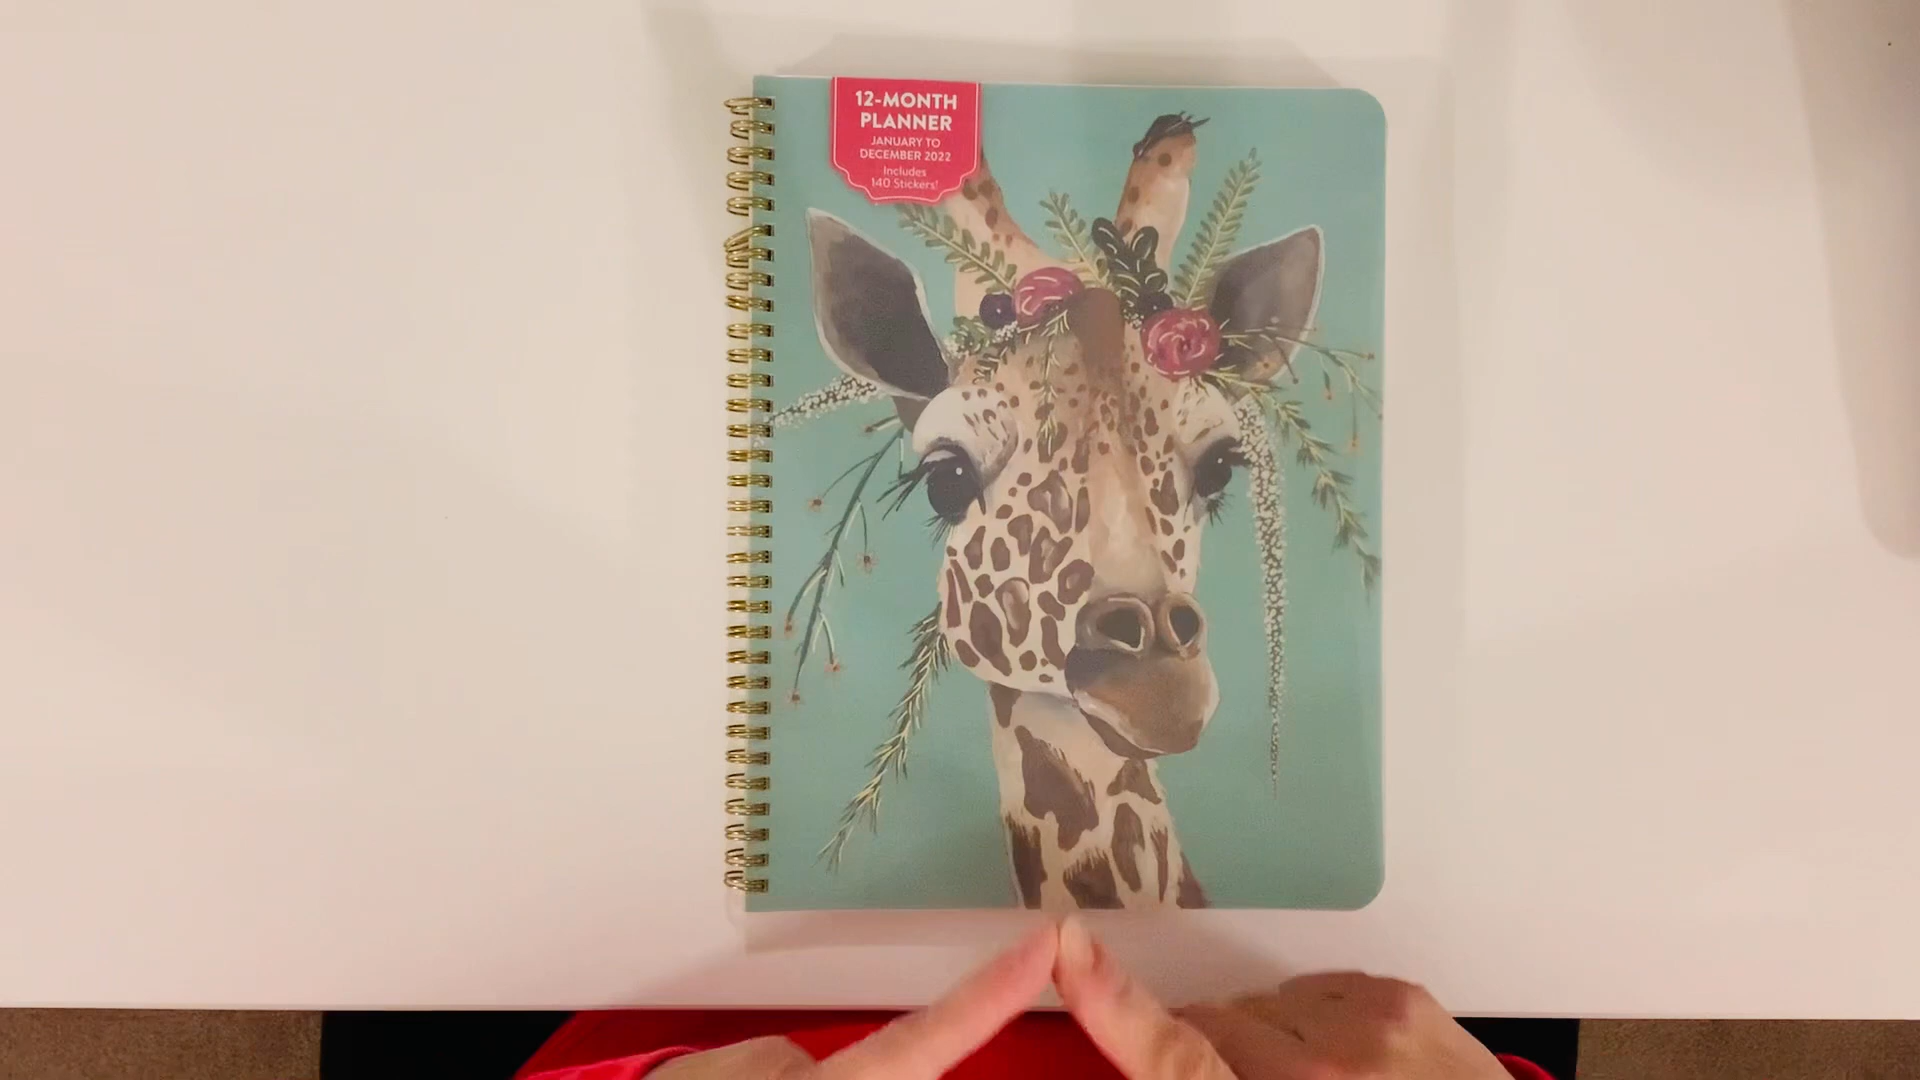 12-MONTH
PLANNER
JANUARY TO
DECEMBER 2022
Includes
140 Stickers!